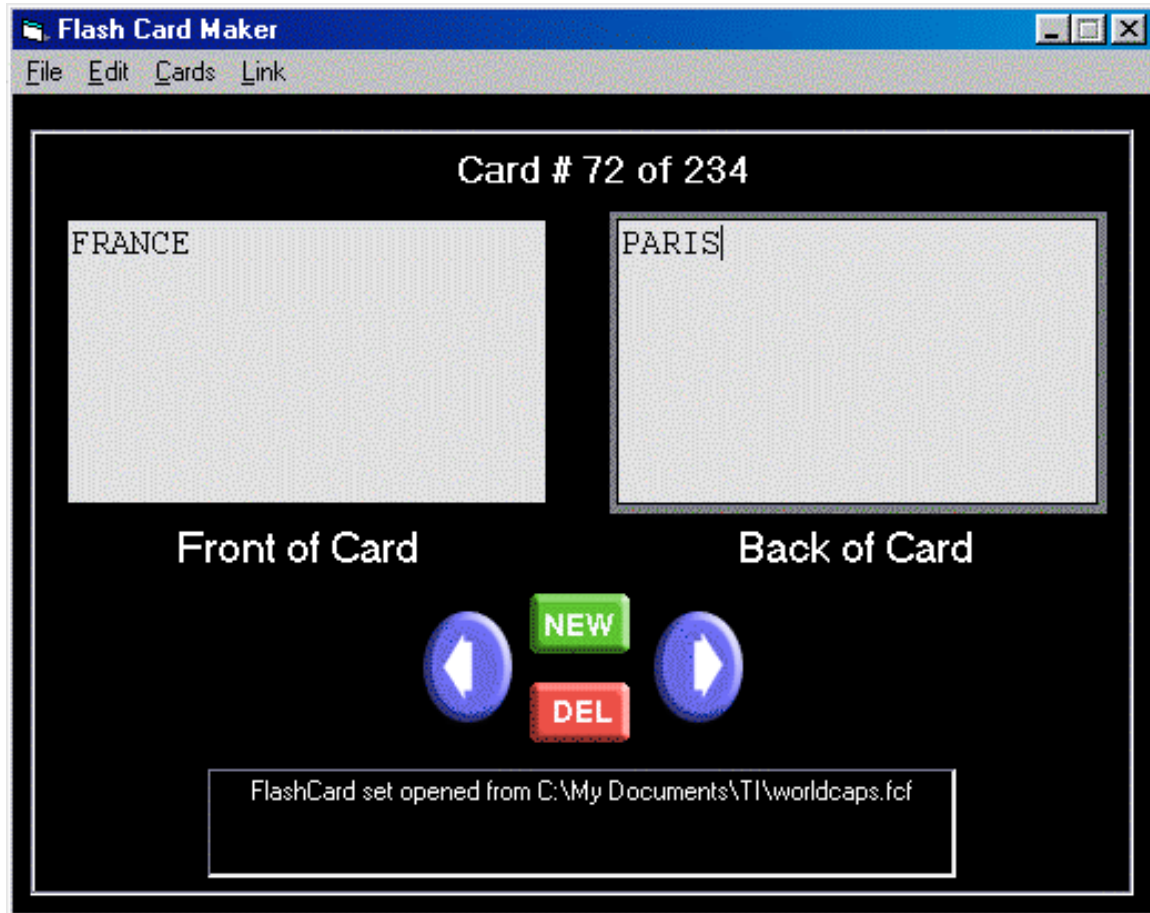 Flash Card Maker
File Edit Cards Link
Card # 72 of 234
FRANCE
PARIS
Front of Card
Back of Card
NEW
DEL
FlashCard set opened from C:\My Documents\TI\worldcaps.fcf